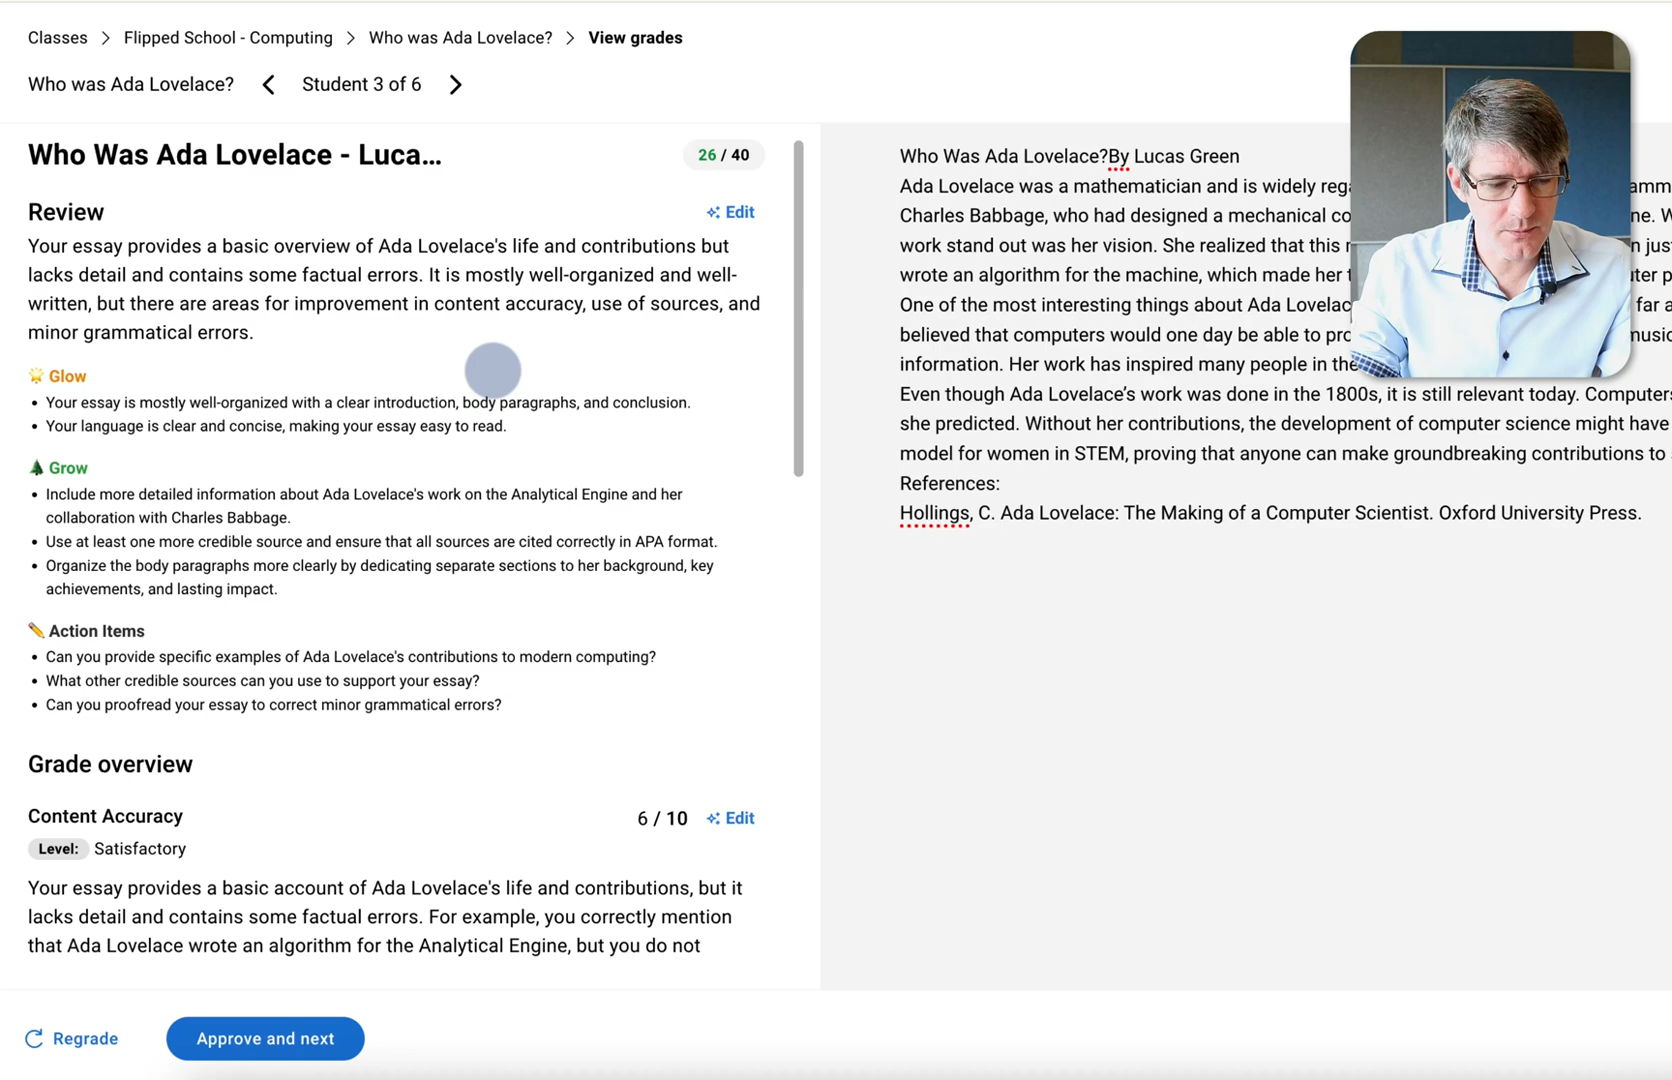 Classes > Flipped School - Computing > Who was Ada Lovelace? > View grades
Who was Ada Lovelace? < Student 3 of 6 >
Who Was Ada Lovelace - Luca... 26 / 40
Review Edit
Your essay provides a basic overview of Ada Lovelace's life and contributions but
lacks detail and contains some factual errors. It is mostly well-organized and well-
written, but there are areas for improvement in content accuracy, use of sources, and
minor grammatical errors.
Glow
• Your essay is mostly well-organized with a clear introduction, body paragraphs, and conclusion.
• Your language is clear and concise, making your essay easy to read.
Grow
• Include more detailed information about Ada Lovelace's work on the Analytical Engine and her
collaboration with Charles Babbage.
• Use at least one more credible source and ensure that all sources are cited correctly in APA format.
• Organize the body paragraphs more clearly by dedicating separate sections to her background, key
achievements, and lasting impact.
Action Items
• Can you provide specific examples of Ada Lovelace's contributions to modern computing?
• What other credible sources can you use to support your essay?
• Can you proofread your essay to correct minor grammatical errors?
Grade overview
Content Accuracy 6 / 10 Edit
Level: Satisfactory
Your essay provides a basic account of Ada Lovelace's life and contributions, but it
lacks detail and contains some factual errors. For example, you correctly mention
that Ada Lovelace wrote an algorithm for the Analytical Engine, but you do not
Regrade Approve and next
Who Was Ada Lovelace?By Lucas Green
Ada Lovelace was a mathematician and is widely
Charles Babbage, who had designed a mechanical
work stand out was her vision. She realized that this
wrote an algorithm for the machine, which made her
One of the most interesting things about Ada far
believed that computers would one day be able to
information. Her work has inspired many people in the
Even though Ada Lovelace’s work was done in the 1800s, it is still relevant today.
she predicted. Without her contributions, the development of computer science might have
model for women in STEM, proving that anyone can make groundbreaking contributions to
References:
Hollings, C. Ada Lovelace: The Making of a Computer Scientist. Oxford University Press.